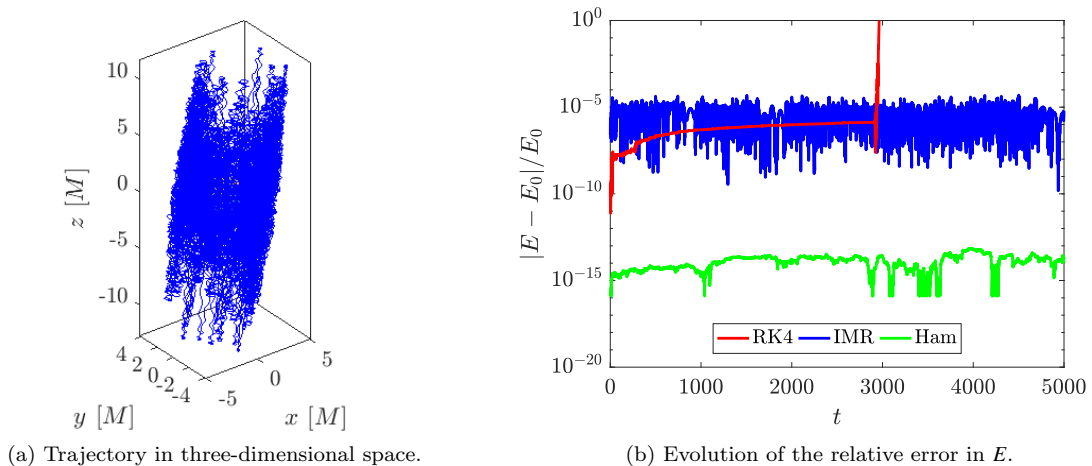 10
5
0
-5
-10
z [M]
4
2
0
-2
-4
y [M]
-5
0
5
x [M]
(a) Trajectory in three-dimensional space.
10^0
10^{-5}
10^{-10}
10^{-15}
10^{-20}
|E − E_0|/E_0
RK4 IMR Ham
0 1000 2000 3000 4000 5000
t
(b) Evolution of the relative error in E.